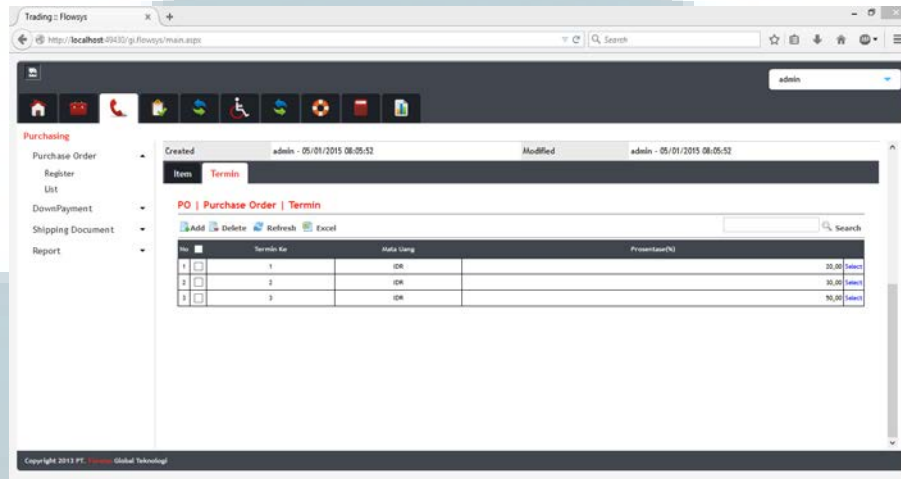 Trading :: Flowsys
http://localhost:49430/gi.flowsys/main.aspx
Search
admin
Purchasing
Purchase Order
Register
List
DownPayment
Shipping Document
Report
Created admin - 05/01/2015 08:05:52 Modified admin - 05/01/2015 08:05:52
Item Termin
PO | Purchase Order | Termin
Add Delete Refresh Excel Search
No Termin Ke Mata Uang Prosentase(%)
1 1 IDR 20,00 Select
2 2 IDR 30,00 Select
3 3 IDR 50,00 Select
Copyright 2013 PT. Global Teknologi